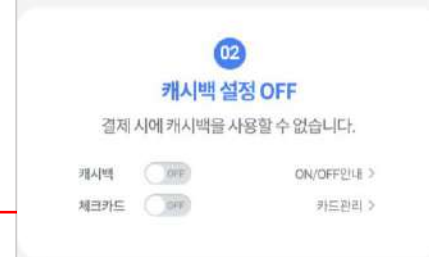 02
캐시백 설정 OFF
결제 시에 캐시백을 사용할 수 없습니다.
캐시백 OFF ON/OFF안내 >
체크카드 OFF 카드관리 >